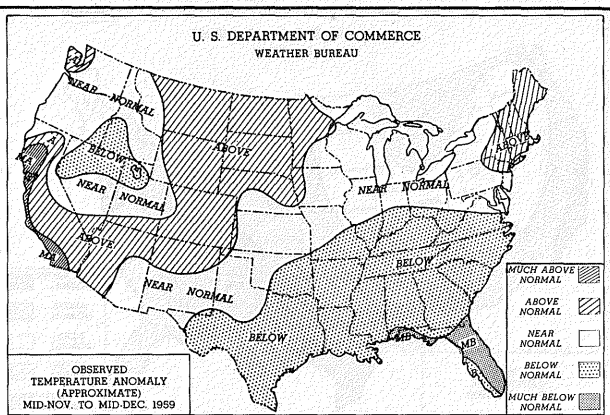 U. S. DEPARTMENT OF COMMERCE
WEATHER BUREAU
NEAR NORMAL
ABOVE
ABOVE
A
MA
BELOW
NEAR NORMAL
NEAR NORMAL
ABOVE
MA
NEAR NORMAL
BELOW
BELOW
MB
MB
MUCH ABOVE
NORMAL
ABOVE
NORMAL
NEAR
NORMAL
BELOW
NORMAL
MUCH BELOW
NORMAL
OBSERVED
TEMPERATURE ANOMALY
(APPROXIMATE)
MID-NOV. TO MID-DEC. 1959